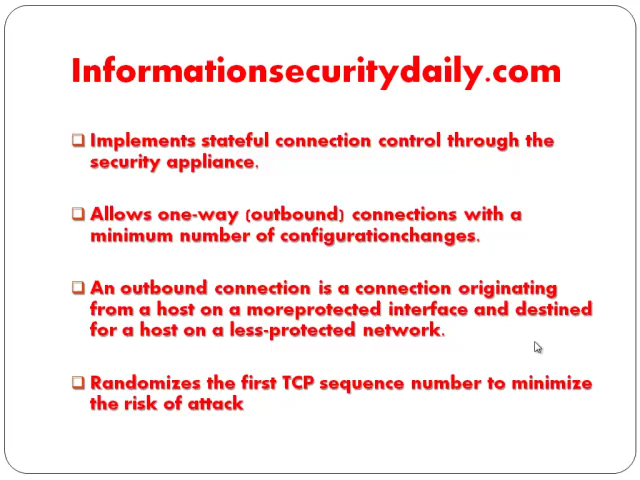 Informationsecuritydaily.com
Implements stateful connection control through the
security appliance.
Allows one-way (outbound) connections with a
minimum number of configurationchanges.
An outbound connection is a connection originating
from a host on a moreprotected interface and destined
for a host on a less-protected network.
Randomizes the first TCP sequence number to minimize
the risk of attack